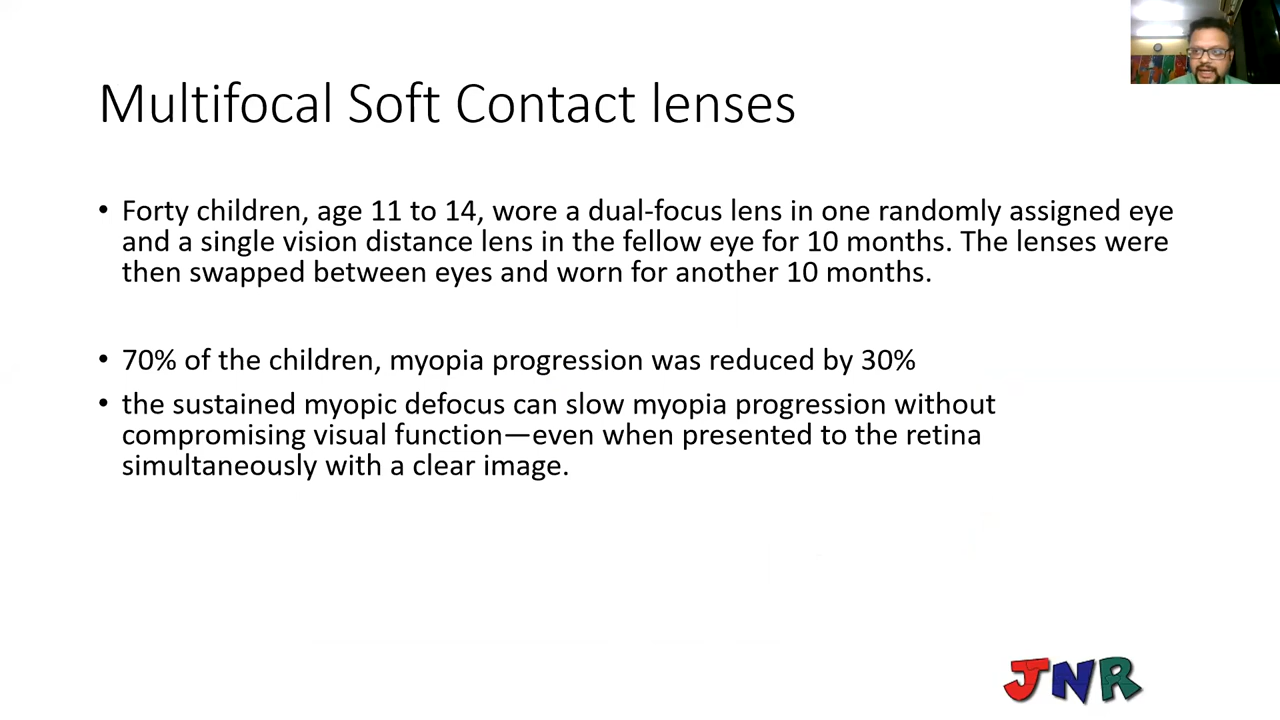 Multifocal Soft Contact lenses
• Forty children, age 11 to 14, wore a dual-focus lens in one randomly assigned eye
and a single vision distance lens in the fellow eye for 10 months. The lenses were
then swapped between eyes and worn for another 10 months.
• 70% of the children, myopia progression was reduced by 30%
• the sustained myopic defocus can slow myopia progression without
compromising visual function—even when presented to the retina
simultaneously with a clear image.
JNR